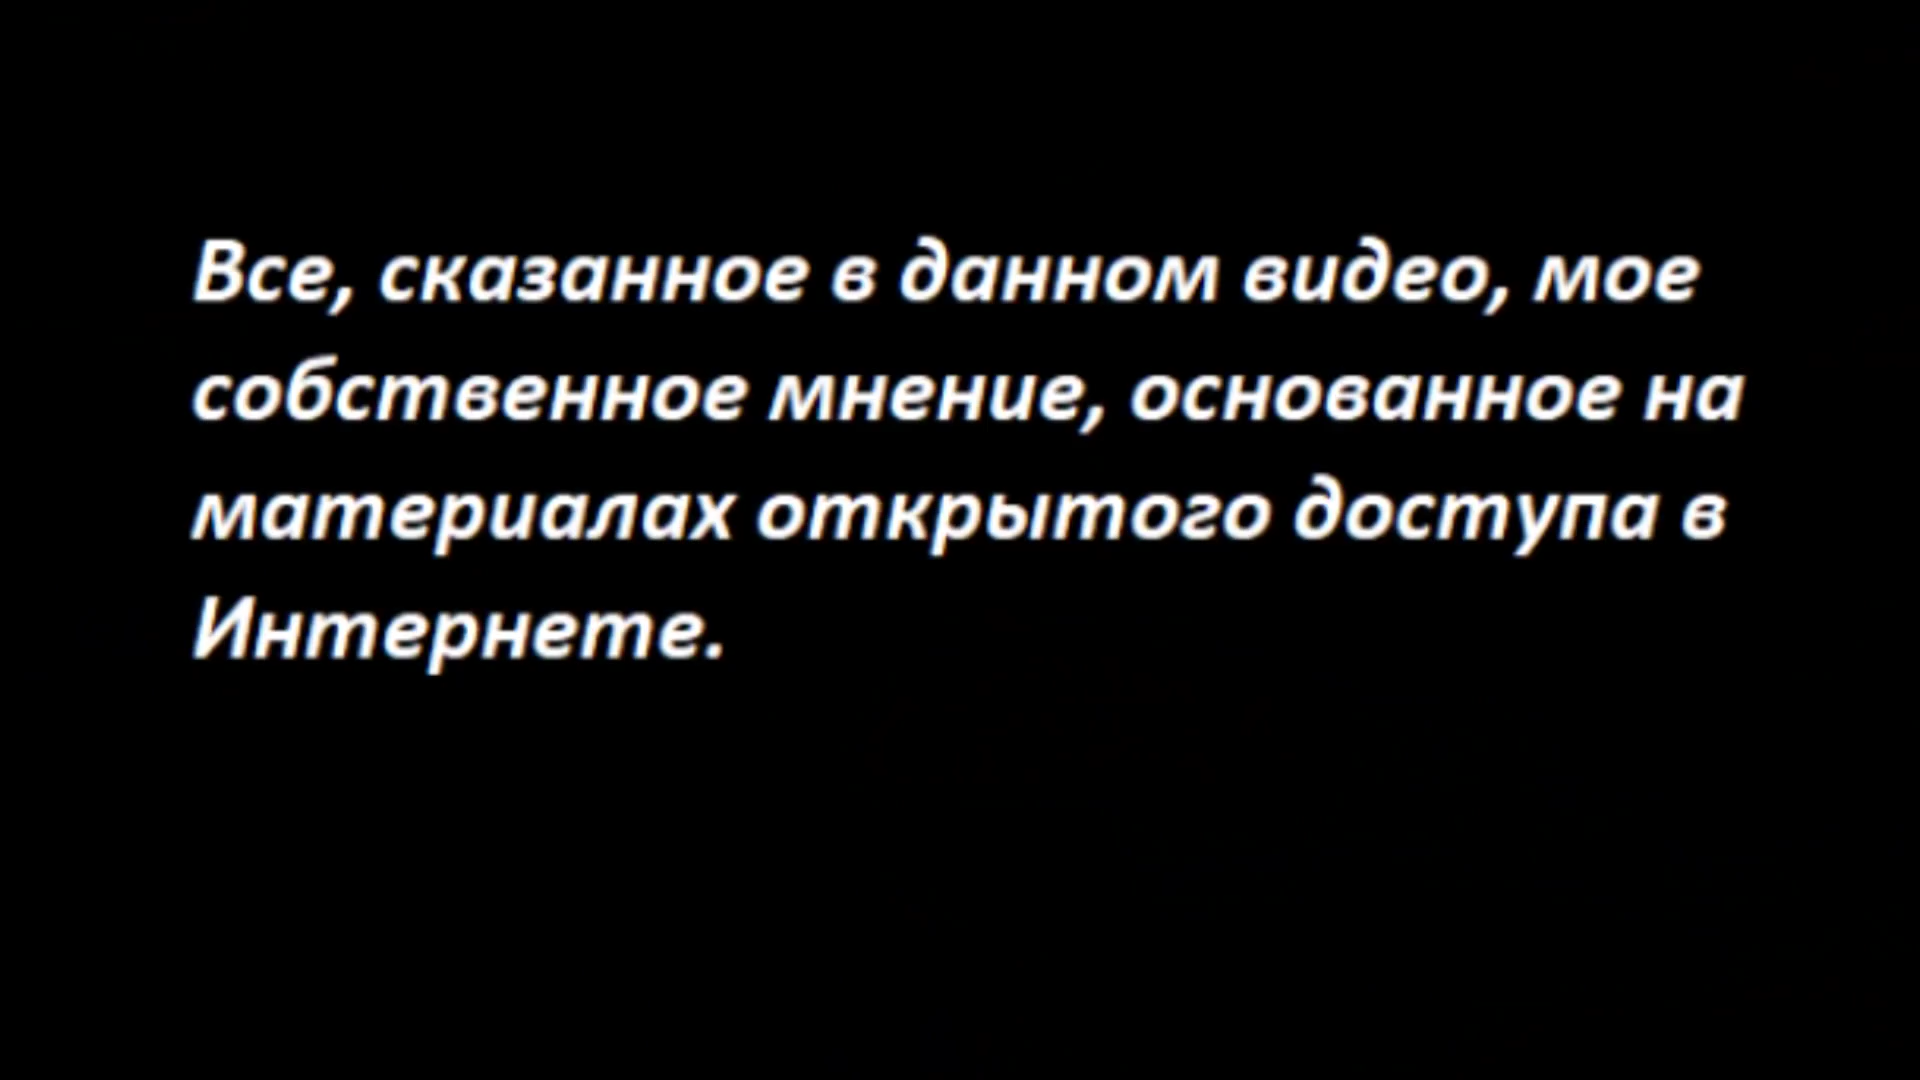 Все, сказанное в данном видео, мое
собственное мнение, основанное на
материалах открытого доступа в
Интернете.